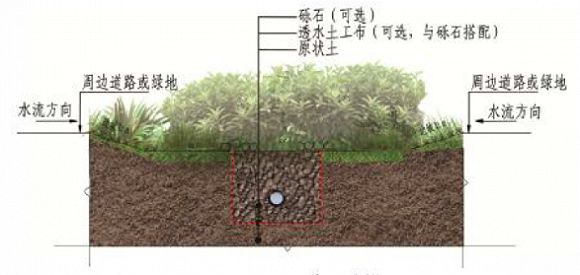 砾石(可选)
透水土工布(可选,与砾石搭配)
原状土
周边道路或绿地
水流方向
周边道路或绿地
水流方向